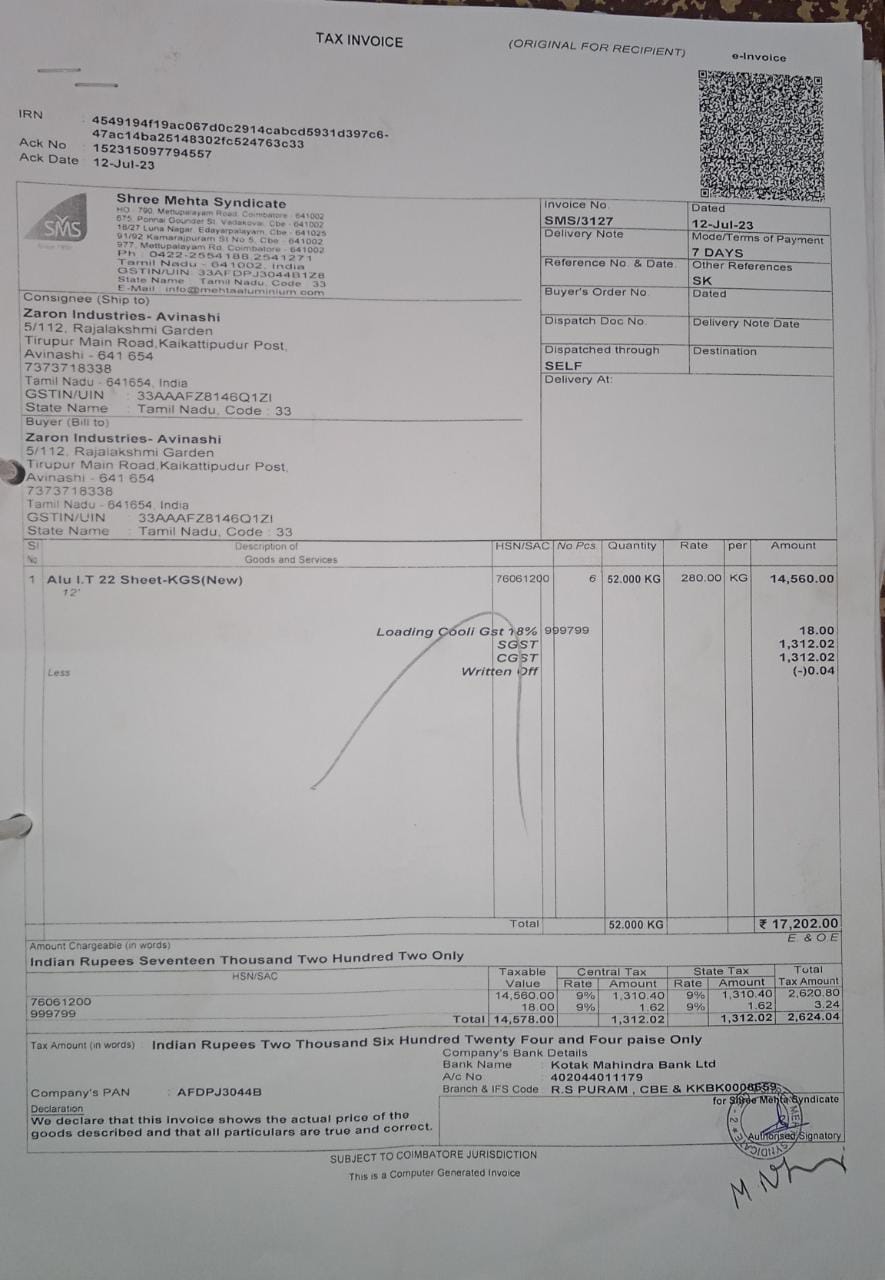 TAX INVOICE
(ORIGINAL FOR RECIPIENT)
e-Invoice
IRN : 4549194f19ac067d0c2914cabcd5931d397c6-
47ac14ba25148302fc524763c33
Ack No : 152315097794557
Ack Date : 12-Jul-23
SMS
Shree Mehta Syndicate
HO : 790, Mettupalayam Road, Coimbatore - 641002
675, Ponnai Gounder St, Vadakovai, Cbe - 641002
18/27 Luna Nagar, Edayarpalayam, Cbe - 641025
91/92 Kamarajpuram St No 5, Cbe - 641002
977, Mettupalayam Rd, Coimbatore - 641002
Ph : 0422-2554188,2541271
Tamil Nadu - 641002, India
GSTIN/UIN: 33AFDPJ3044B1Z8
State Name : Tamil Nadu, Code : 33
E-Mail : info@mehtaaluminium.com
Invoice No.
SMS/3127
Dated
12-Jul-23
Delivery Note
Mode/Terms of Payment
7 DAYS
Reference No. & Date.
Other References
SK
Buyer's Order No.
Dated
Dispatch Doc No.
Delivery Note Date
Dispatched through
SELF
Destination
Delivery At:
Consignee (Ship to)
Zaron Industries- Avinashi
5/112, Rajalakshmi Garden
Tirupur Main Road,Kaikattipudur Post,
Avinashi - 641 654
7373718338
Tamil Nadu - 641654, India
GSTIN/UIN : 33AAAFZ8146Q1ZI
State Name : Tamil Nadu, Code : 33
Buyer (Bill to)
Zaron Industries- Avinashi
5/112, Rajalakshmi Garden
Tirupur Main Road,Kaikattipudur Post,
Avinashi - 641 654
7373718338
Tamil Nadu - 641654, India
GSTIN/UIN : 33AAAFZ8146Q1ZI
State Name : Tamil Nadu, Code : 33
Sl No Description of Goods and Services HSN/SAC No Pcs. Quantity Rate per Amount
1 Alu I.T 22 Sheet-KGS(New) 76061200 6 52.000 KG 280.00 KG 14,560.00
12'
Loading Cooli Gst 18% 999799 18.00
SGST 1,312.02
CGST 1,312.02
Less Written Off (-)0.04
Total 52.000 KG ₹ 17,202.00
E. & O.E
Amount Chargeable (in words)
Indian Rupees Seventeen Thousand Two Hundred Two Only
HSN/SAC Taxable Value Central Tax State Tax Total Tax Amount
Rate Amount Rate Amount
76061200 14,560.00 9% 1,310.40 9% 1,310.40 2,620.80
999799 18.00 9% 1.62 9% 1.62 3.24
Total 14,578.00 1,312.02 1,312.02 2,624.04
Tax Amount (in words) : Indian Rupees Two Thousand Six Hundred Twenty Four and Four paise Only
Company's Bank Details
Bank Name : Kotak Mahindra Bank Ltd
A/c No : 402044011179
Company's PAN : AFDPJ3044B
Branch & IFS Code : R.S PURAM , CBE &
Declaration
We declare that this invoice shows the actual price of the
goods described and that all particulars are true and correct.
for Shree Mehta Syndicate
Authorised Signatory
SUBJECT TO COIMBATORE JURISDICTION
This is a Computer Generated Invoice